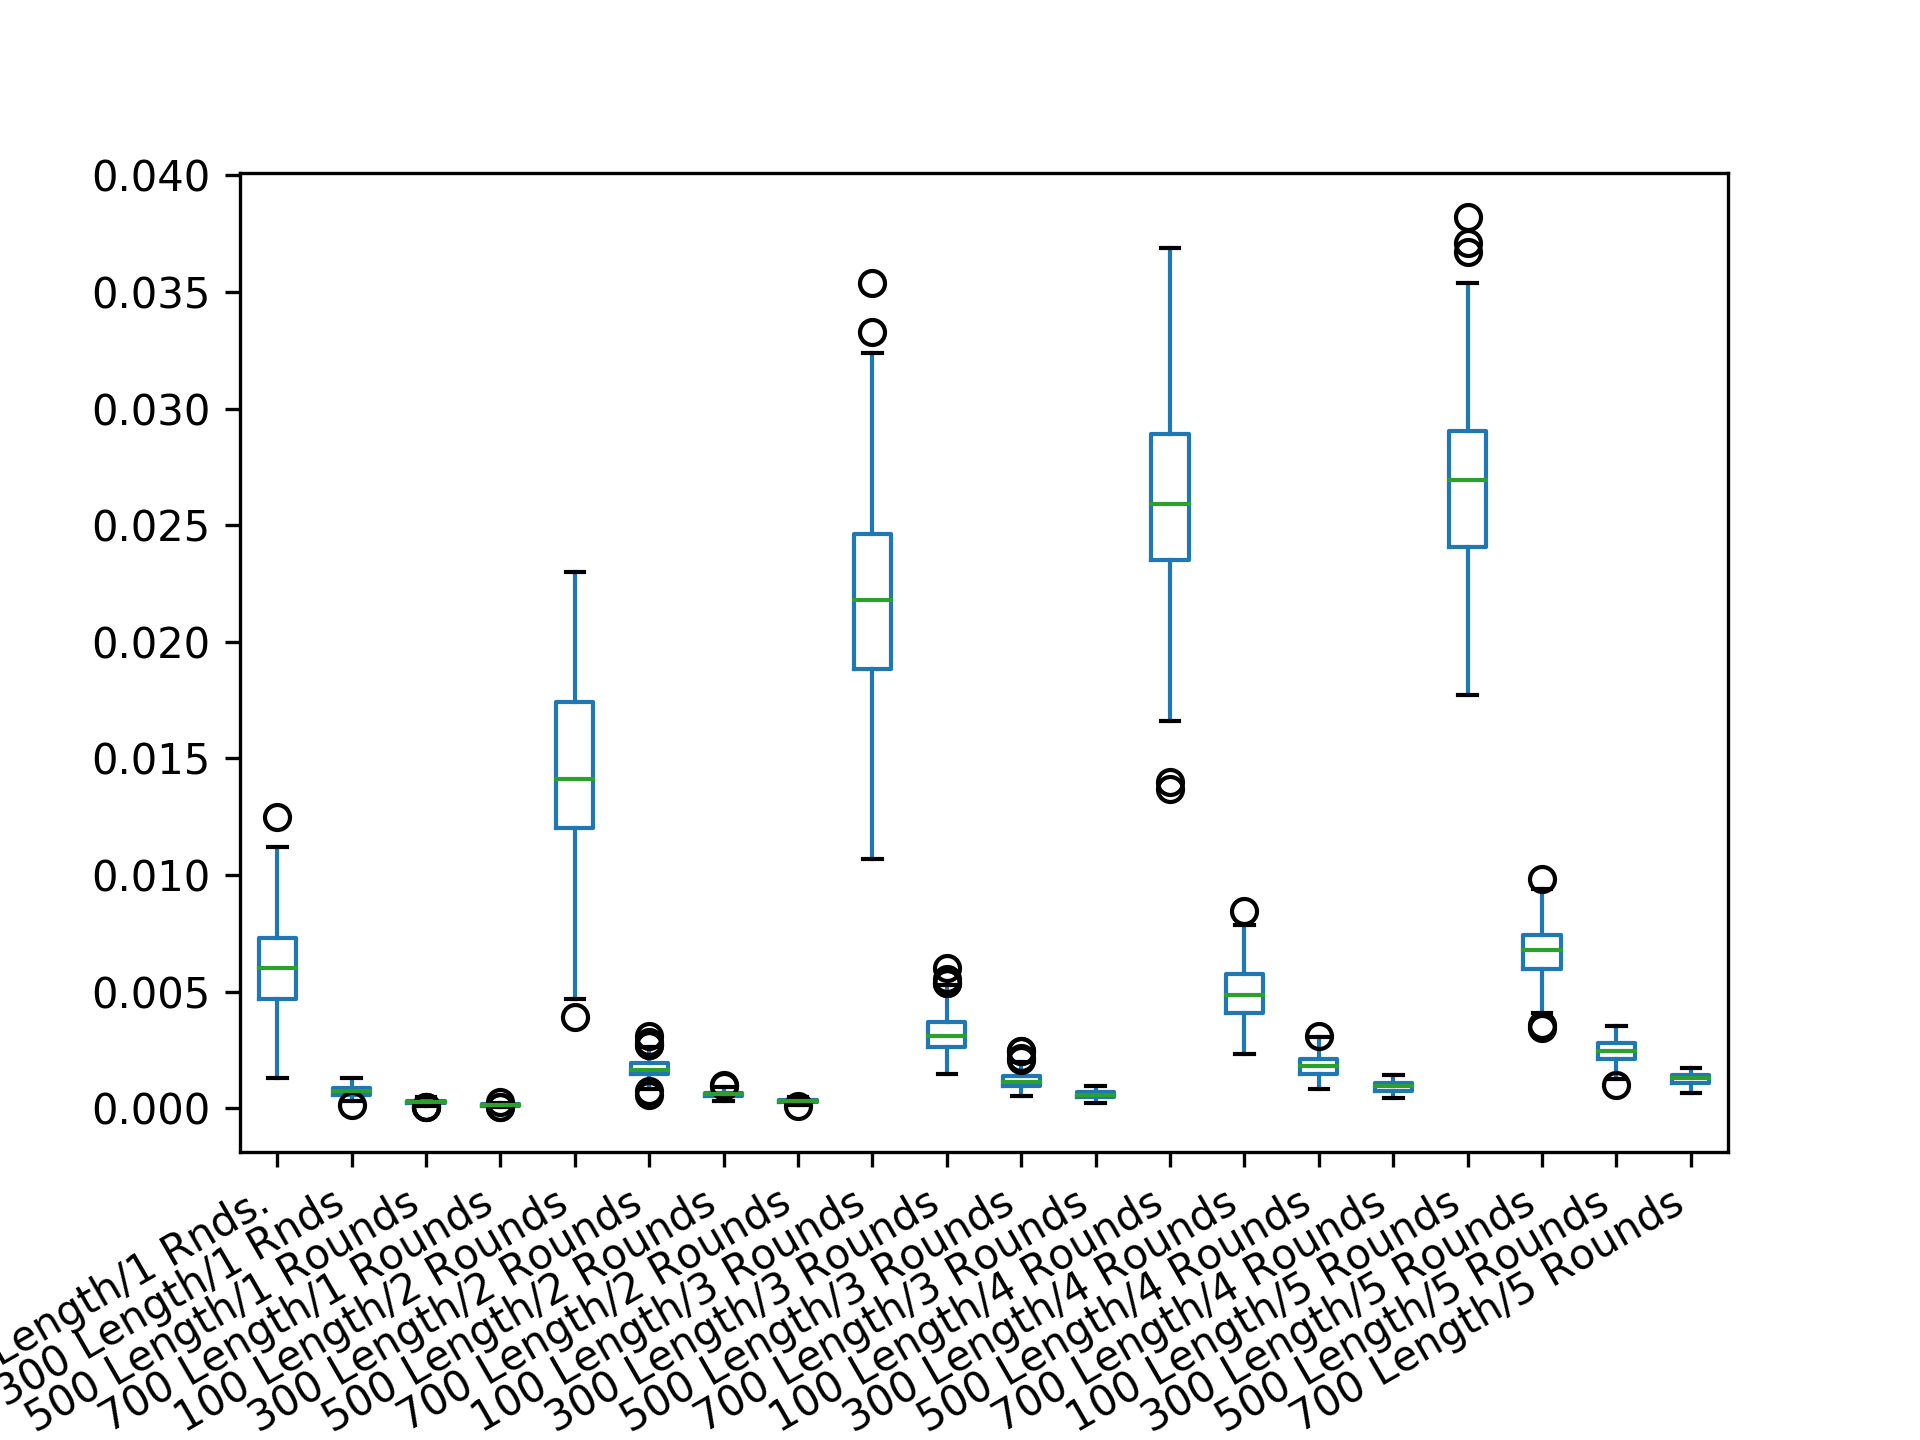 0.040
0.035
0.030
0.025
0.020
0.015
0.010
0.005
0.000
Length/1 Rnds.
300 Length/1 Rnds
500 Length/1 Rounds
700 Length/1 Rounds
100 Length/2 Rounds
300 Length/2 Rounds
500 Length/2 Rounds
700 Length/2 Rounds
100 Length/3 Rounds
300 Length/3 Rounds
500 Length/3 Rounds
700 Length/3 Rounds
100 Length/4 Rounds
300 Length/4 Rounds
500 Length/4 Rounds
700 Length/4 Rounds
100 Length/5 Rounds
300 Length/5 Rounds
500 Length/5 Rounds
700 Length/5 Rounds